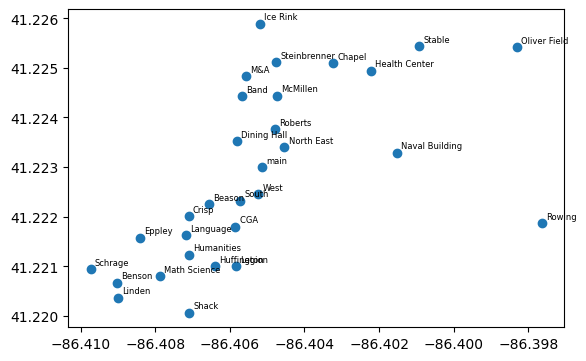 41.226
41.225
41.224
41.223
41.222
41.221
41.220
Ice Rink
Stable
Oliver Field
Steinbrenner
Chapel
Health Center
M&A
Band
McMillen
Roberts
Dining Hall
North East
Naval Building
main
West
South
Beason
Crisp
Rowing
CGA
Language
Eppley
Humanities
Schrage
Huffington
Math Science
Benson
Linden
Shack
−86.410
−86.408
−86.406
−86.404
−86.402
−86.400
−86.398